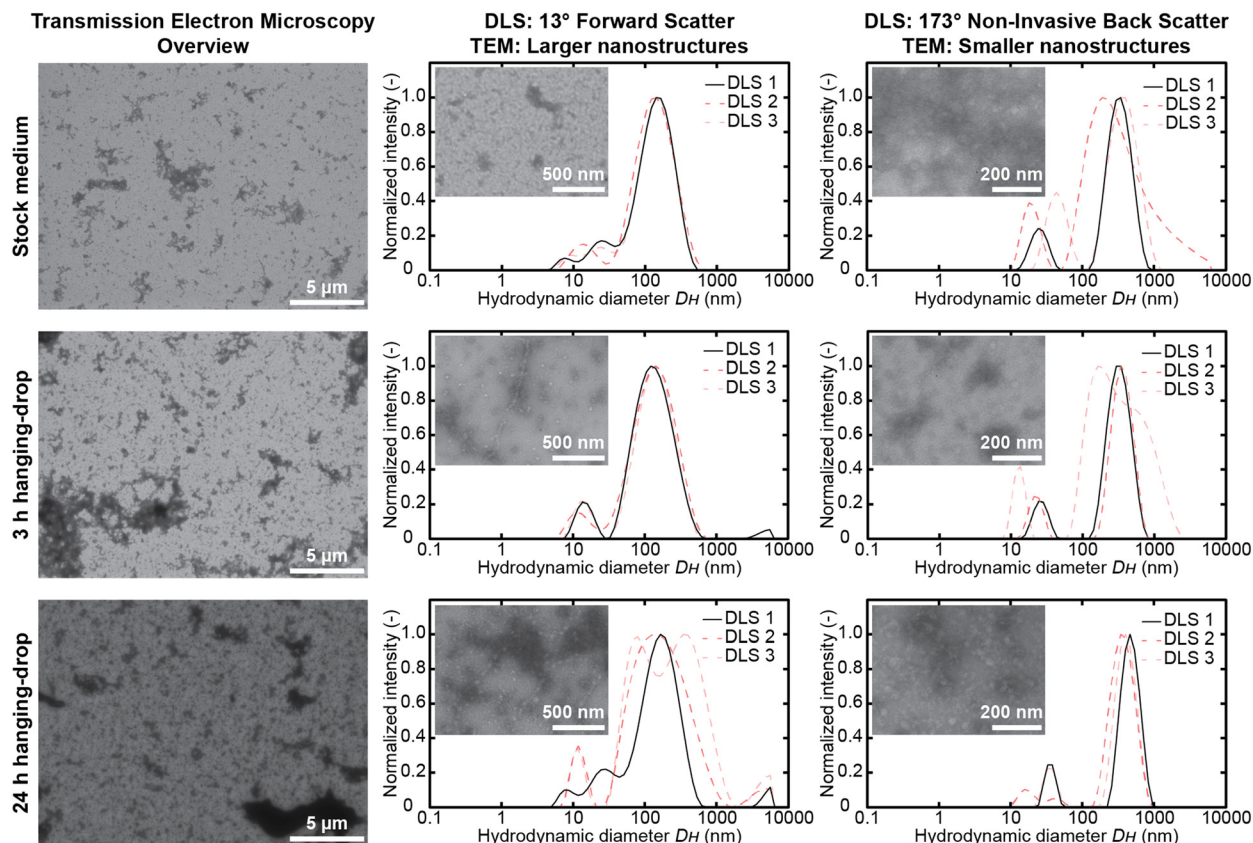 Transmission Electron Microscopy
Overview
DLS: 13° Forward Scatter
TEM: Larger nanostructures
DLS: 173° Non-Invasive Back Scatter
TEM: Smaller nanostructures
Stock medium
5 µm
Normalized intensity (-)
1.0
0.8
0.6
0.4
0.2
0
500 nm
DLS 1
DLS 2
DLS 3
0.1 1 10 100 1000 10000
Hydrodynamic diameter DH (nm)
Normalized intensity (-)
1.0
0.8
0.6
0.4
0.2
0
200 nm
DLS 1
DLS 2
DLS 3
0.1 1 10 100 1000 10000
Hydrodynamic diameter DH (nm)
3 h hanging-drop
5 µm
Normalized intensity (-)
1.0
0.8
0.6
0.4
0.2
0
500 nm
DLS 1
DLS 2
DLS 3
0.1 1 10 100 1000 10000
Hydrodynamic diameter DH (nm)
Normalized intensity (-)
1.0
0.8
0.6
0.4
0.2
0
200 nm
DLS 1
DLS 2
DLS 3
0.1 1 10 100 1000 10000
Hydrodynamic diameter DH (nm)
24 h hanging-drop
5 µm
Normalized intensity (-)
1.0
0.8
0.6
0.4
0.2
0
500 nm
DLS 1
DLS 2
DLS 3
0.1 1 10 100 1000 10000
Hydrodynamic diameter DH (nm)
Normalized intensity (-)
1.0
0.8
0.6
0.4
0.2
0
200 nm
DLS 1
DLS 2
DLS 3
0.1 1 10 100 1000 10000
Hydrodynamic diameter DH (nm)